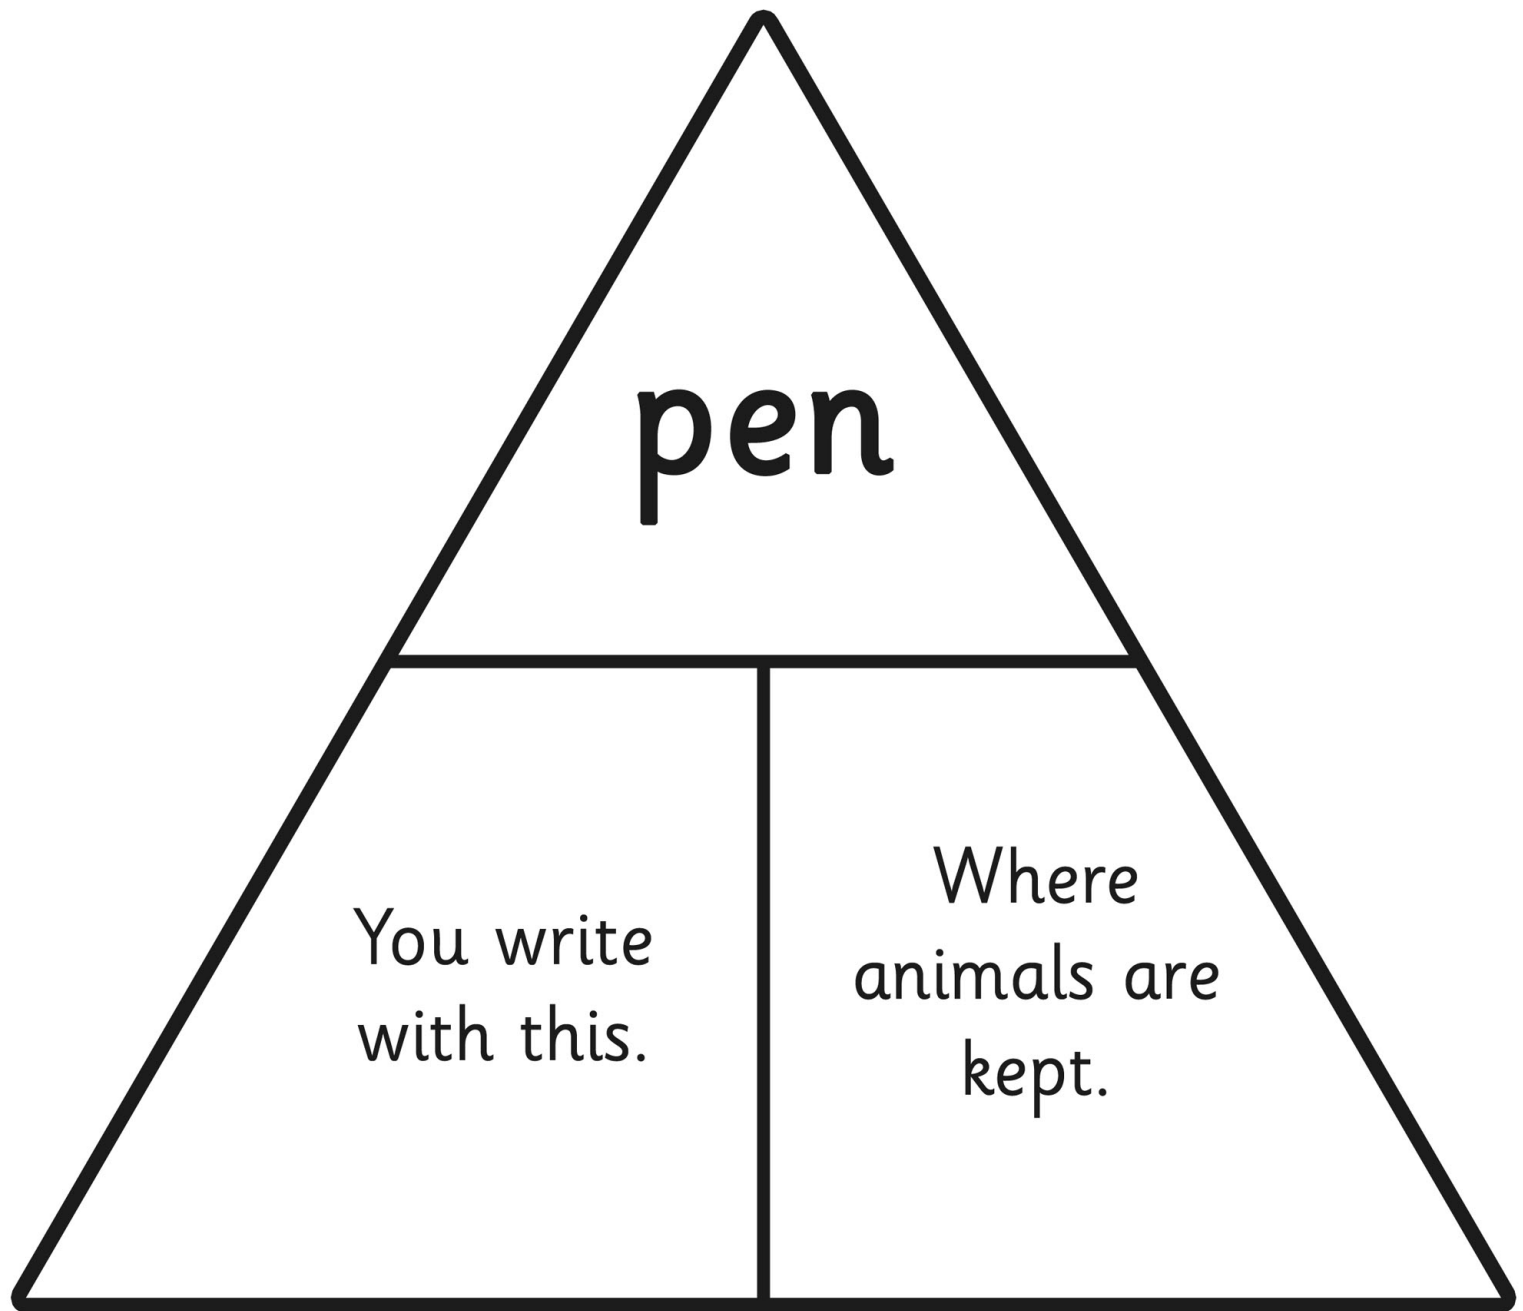 pen
You write
with this.
Where
animals are
kept.